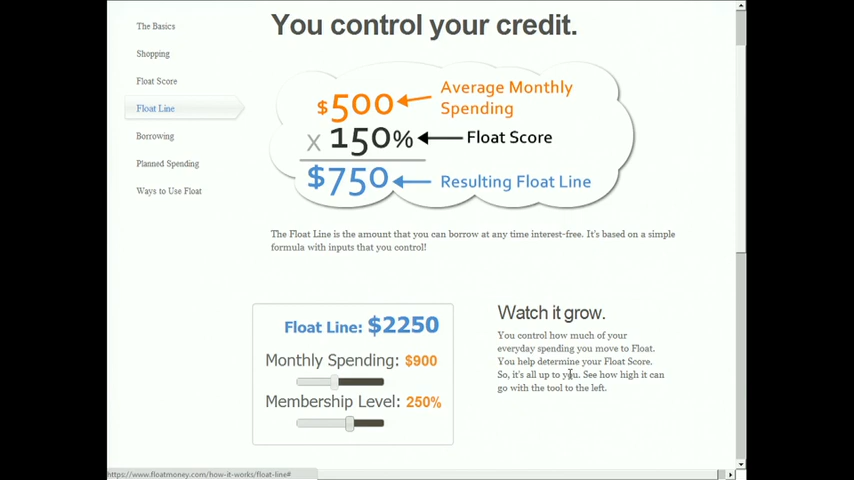 You control your credit.
The Basics
Shopping
Float Score
Float Line
Borrowing
Planned Spending
Ways to Use Float
$500
Average Monthly
Spending
x 150%
Float Score
$750
Resulting Float Line
The Float Line is the amount that you can borrow at any time interest-free. It's based on a simple
formula with inputs that you control!
Float Line: $2250
Monthly Spending: $900
Membership Level: 250%
Watch it grow.
You control how much of your
everyday spending you move to Float.
You help determine your Float Score.
So, it's all up to you. See how high it can
go with the tool to the left.
https://www.floatmoney.com/how-it-works/float-line#